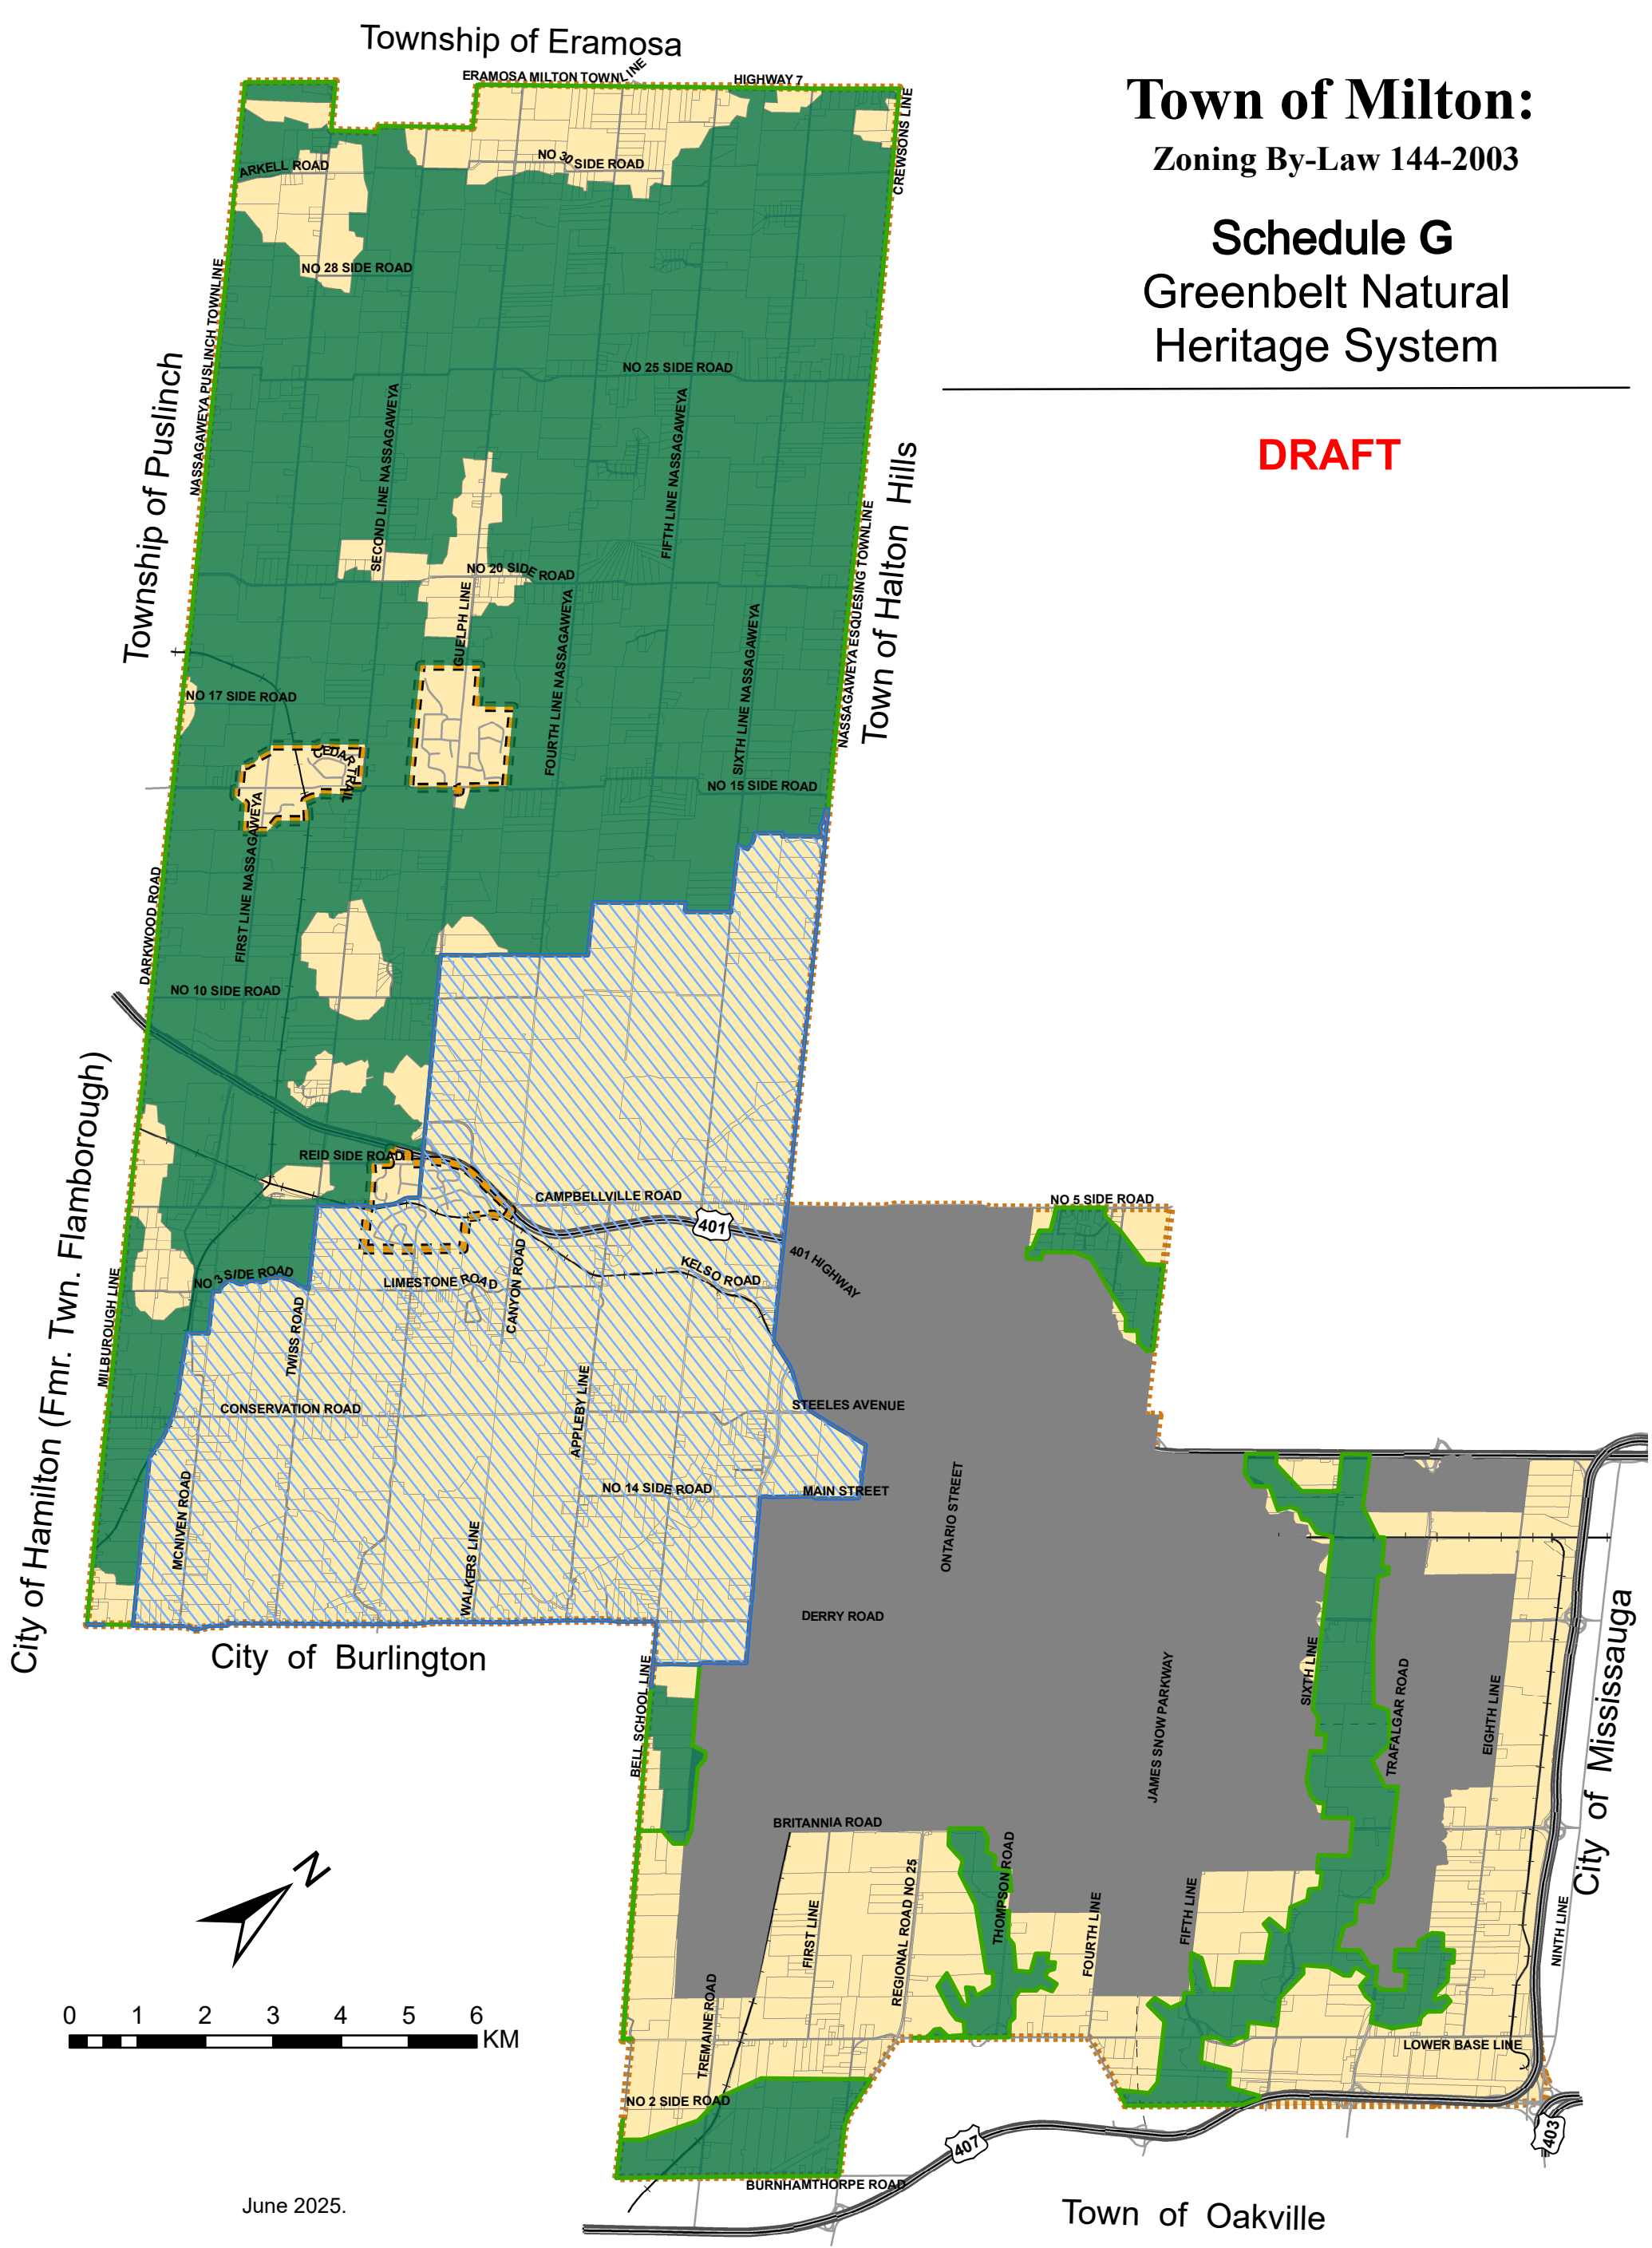 Township of Eramosa
ERAMOSA MILTON TOWNLINE
HIGHWAY 7
CREWSONS LINE
Town of Milton:
Zoning By-Law 144-2003
Schedule G
Greenbelt Natural
Heritage System
DRAFT
ARKELL ROAD
NO 30 SIDE ROAD
NO 28 SIDE ROAD
NASSAGAWEYA PUSLINCH TOWNLINE
Township of Puslinch
NO 25 SIDE ROAD
SECOND LINE NASSAGAWEYA
FIFTH LINE NASSAGAWEYA
Town of Halton Hills
NASSAGAWEYA ESQUESING TOWNLINE
NO 20 SIDE ROAD
GUELPH LINE
FOURTH LINE NASSAGAWEYA
SIXTH LINE NASSAGAWEYA
NO 17 SIDE ROAD
CEDAR TRAIL
NO 15 SIDE ROAD
FIRST LINE NASSAGAWEYA
DARKWOOD ROAD
NO 10 SIDE ROAD
City of Hamilton (Fmr. Twn. Flamborough)
REID SIDE ROAD
CAMPBELLVILLE ROAD
401
NO 5 SIDE ROAD
401 HIGHWAY
KELSO ROAD
NO 3 SIDE ROAD
LIMESTONE ROAD
CANYON ROAD
MILBUROUGH LINE
TWISS ROAD
APPLEBY LINE
CONSERVATION ROAD
STEELES AVENUE
MCNIVEN ROAD
NO 14 SIDE ROAD
MAIN STREET
ONTARIO STREET
WALKERS LINE
DERRY ROAD
City of Burlington
BELL SCHOOL LINE
JAMES SNOW PARKWAY
SIXTH LINE
TRAFALGAR ROAD
EIGHTH LINE
City of Mississauga
BRITANNIA ROAD
FIRST LINE
REGIONAL ROAD NO 25
THOMPSON ROAD
FOURTH LINE
FIFTH LINE
NINTH LINE
N
0 1 2 3 4 5 6
KM
TREMAINE ROAD
LOWER BASE LINE
NO 2 SIDE ROAD
407
403
BURNHAMTHORPE ROAD
June 2025.
Town of Oakville